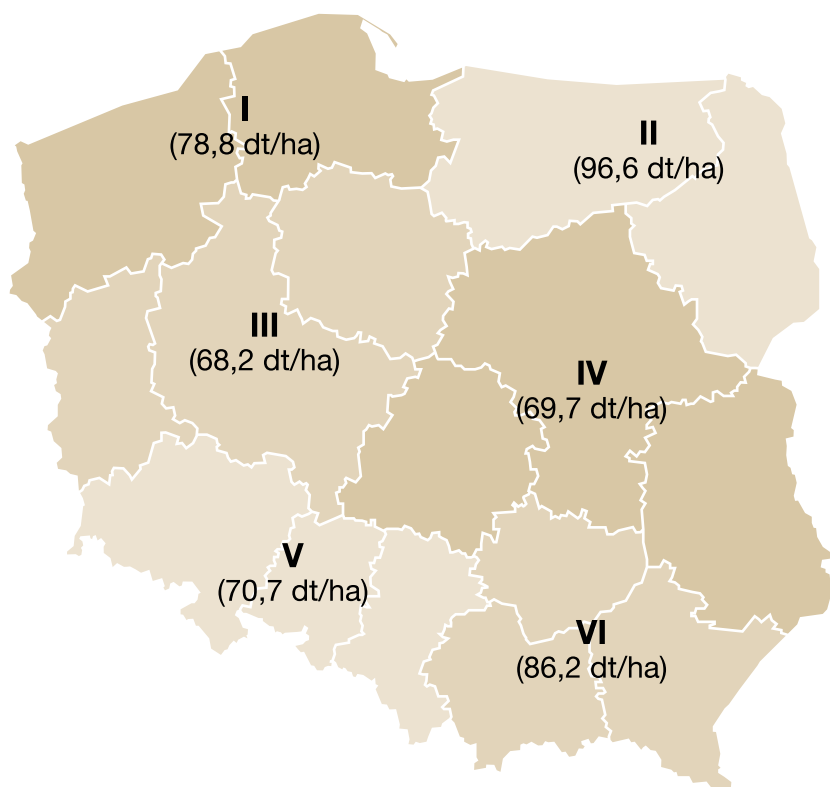 I
(78,8 dt/ha)
II
(96,6 dt/ha)
III
(68,2 dt/ha)
IV
(69,7 dt/ha)
V
(70,7 dt/ha)
VI
(86,2 dt/ha)